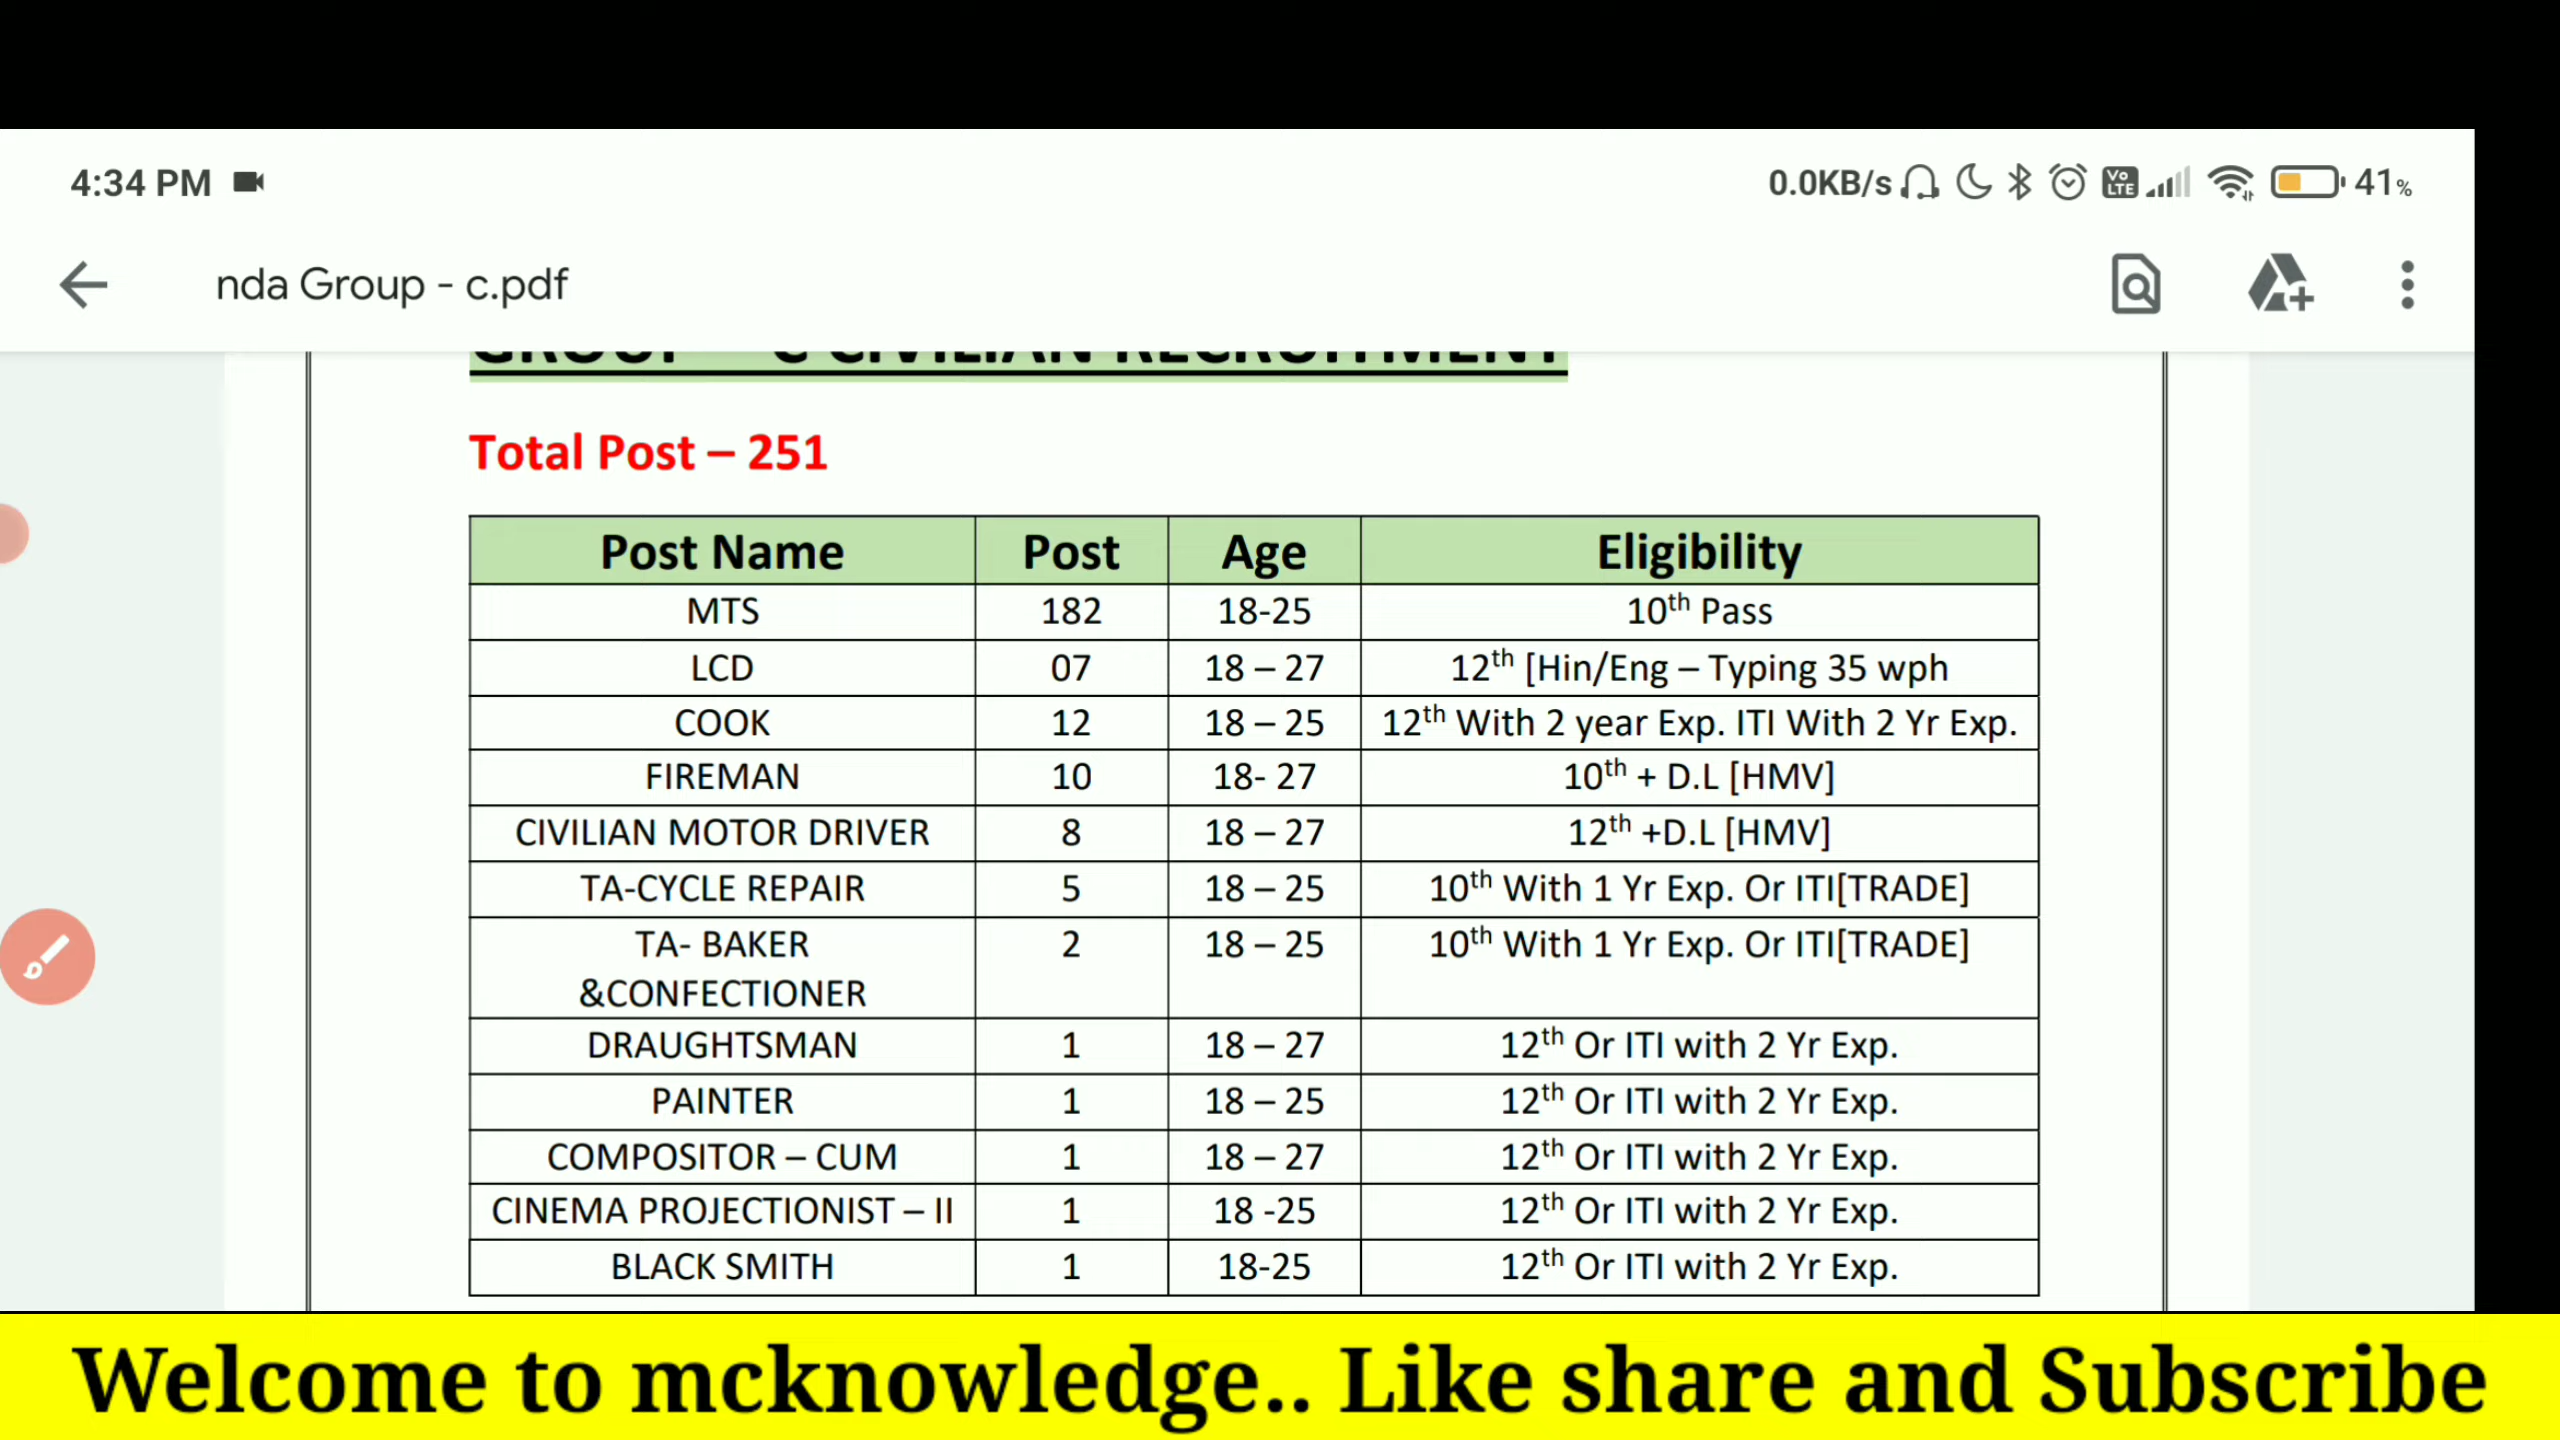 4:34 PM 0.0KB/s Vo LTE 41%
nda Group - c.pdf
GROUP – C CIVILIAN RECRUITMENT
Total Post – 251
Post Name Post Age Eligibility
MTS 182 18-25 10th Pass
LCD 07 18 – 27 12th [Hin/Eng – Typing 35 wph
COOK 12 18 – 25 12th With 2 year Exp. ITI With 2 Yr Exp.
FIREMAN 10 18- 27 10th + D.L [HMV]
CIVILIAN MOTOR DRIVER 8 18 – 27 12th +D.L [HMV]
TA-CYCLE REPAIR 5 18 – 25 10th With 1 Yr Exp. Or ITI[TRADE]
TA- BAKER 2 18 – 25 10th With 1 Yr Exp. Or ITI[TRADE]
&CONFECTIONER
DRAUGHTSMAN 1 18 – 27 12th Or ITI with 2 Yr Exp.
PAINTER 1 18 – 25 12th Or ITI with 2 Yr Exp.
COMPOSITOR – CUM 1 18 – 27 12th Or ITI with 2 Yr Exp.
CINEMA PROJECTIONIST – II 1 18 -25 12th Or ITI with 2 Yr Exp.
BLACK SMITH 1 18-25 12th Or ITI with 2 Yr Exp.
Welcome to mcknowledge.. Like share and Subscribe